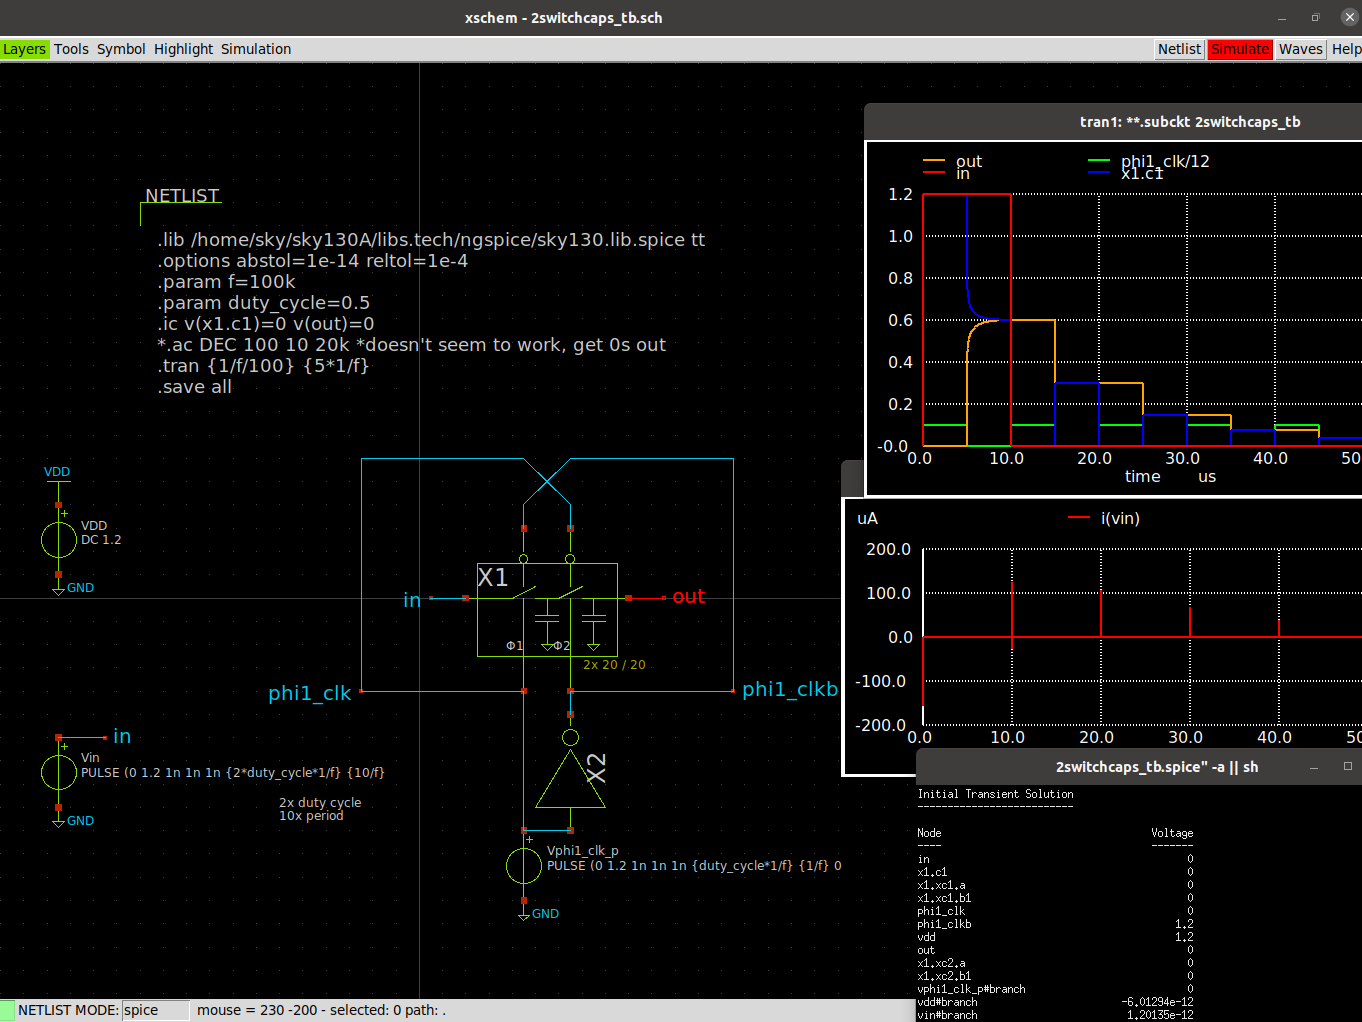 xschem - 2switchcaps_tb.sch
Layers Tools Symbol Highlight Simulation
Netlist Simulate Waves Help
NETLIST
.lib /home/sky/sky130A/libs.tech/ngspice/sky130.lib.spice tt
.options abstol=1e-14 reltol=1e-4
.param f=100k
.param duty_cycle=0.5
.ic v(x1.c1)=0 v(out)=0
*.ac DEC 100 10 20k *doesn't seem to work, get 0s out
.tran {1/f/100} {5*1/f}
.save all
VDD
+
VDD
DC 1.2
GND
X1
in
out
Φ1
Φ2
2x 20 / 20
phi1_clk
phi1_clkb
in
+
Vin
PULSE (0 1.2 1n 1n 1n {2*duty_cycle*1/f} {10/f}
GND
2x duty cycle
10x period
X2
+
Vphi1_clk_p
PULSE (0 1.2 1n 1n 1n {duty_cycle*1/f} {1/f} 0
GND
tran1: **.subckt 2switchcaps_tb
out phi1_clk/12
in x1.c1
1.2
1.0
0.8
0.6
0.4
0.2
-0.0
0.0 10.0 20.0 30.0 40.0 50
time us
uA i(vin)
200.0
100.0
0.0
-100.0
-200.0
0.0 10.0 20.0 30.0 40.0 50
2switchcaps_tb.spice" -a || sh
Initial Transient Solution
--------------------------
Node Voltage
---- -------
in 0
x1.c1 0
x1.xc1.a 0
x1.xc1.b1 0
phi1_clk 0
phi1_clkb 1.2
vdd 1.2
out 0
x1.xc2.a 0
x1.xc2.b1 0
vphi1_clk_p#branch 0
vdd#branch -6.01294e-12
vin#branch 1.20135e-12
NETLIST MODE: spice mouse = 230 -200 - selected: 0 path: .